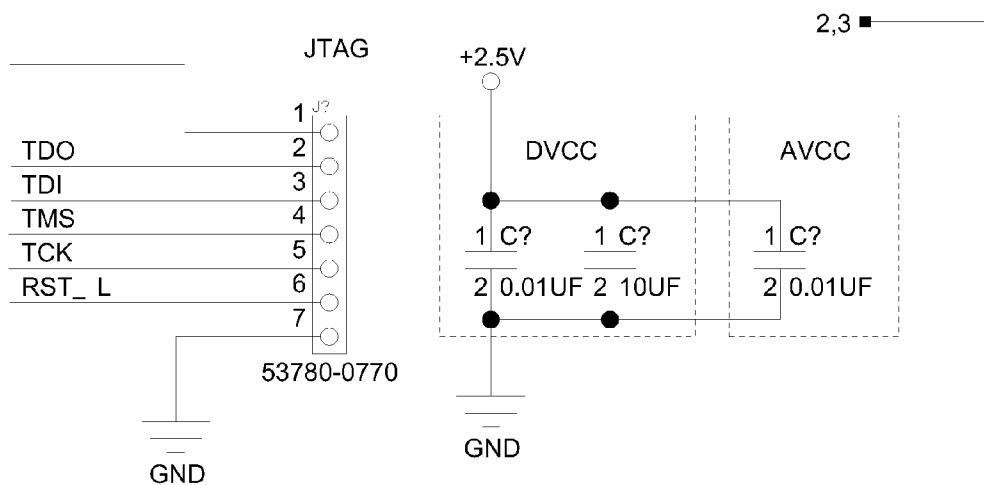 2,3
JTAG
+2.5V
J?
1
TDO 2
DVCC AVCC
TDI 3
TMS 4
1 C? 1 C? 1 C?
TCK 5
RST_ L 6
2 0.01UF 2 10UF 2 0.01UF
7
53780-0770
GND
GND